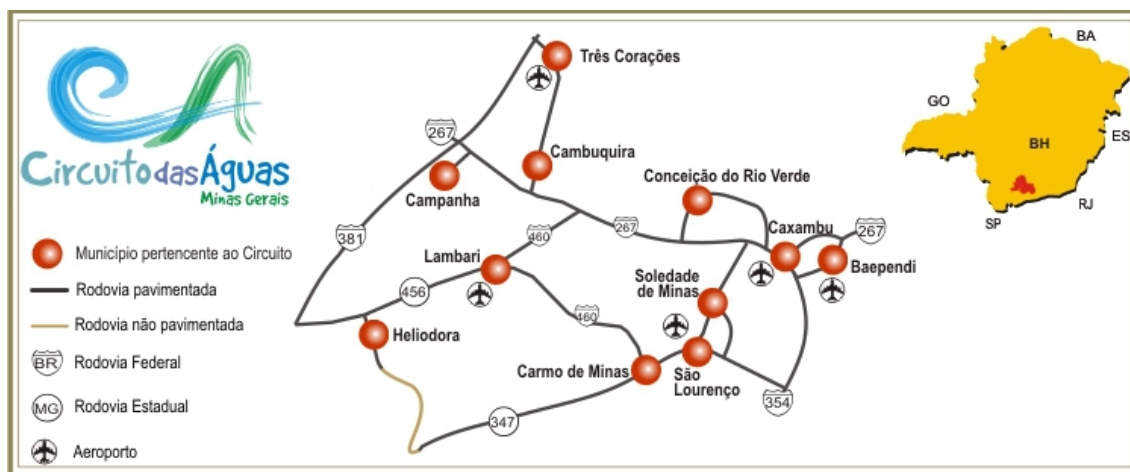 Circuito das Águas
Minas Gerais
Município pertencente ao Circuito
Rodovia pavimentada
Rodovia não pavimentada
BR Rodovia Federal
MG Rodovia Estadual
Aeroporto
Três Corações
267
Cambuquira
Campanha
Conceição do Rio Verde
381
460
267
Caxambu
267
Lambari
Baependi
456
Soledade
de Minas
460
Heliodora
Carmo de Minas
São
Lourenço
354
347
BA
GO
ES
BH
RJ
SP